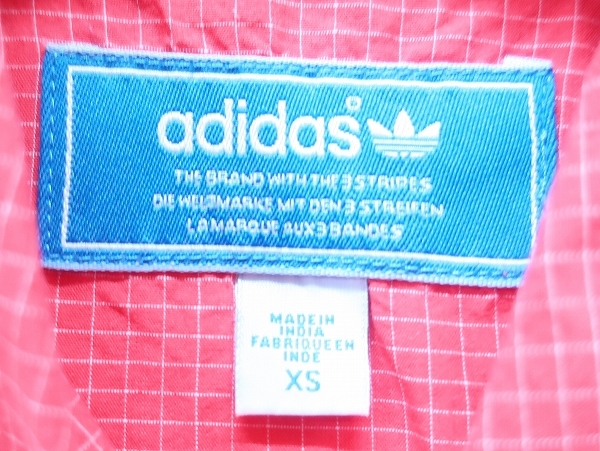 adidas
THE BRAND WITH THE 3 STRIPES
DIE WELTMARKE MIT DEN 3 STREIFEN
LA MARQUE AUX 3 BANDES
MADE IN
INDIA
FABRIQUE EN
INDE
XS